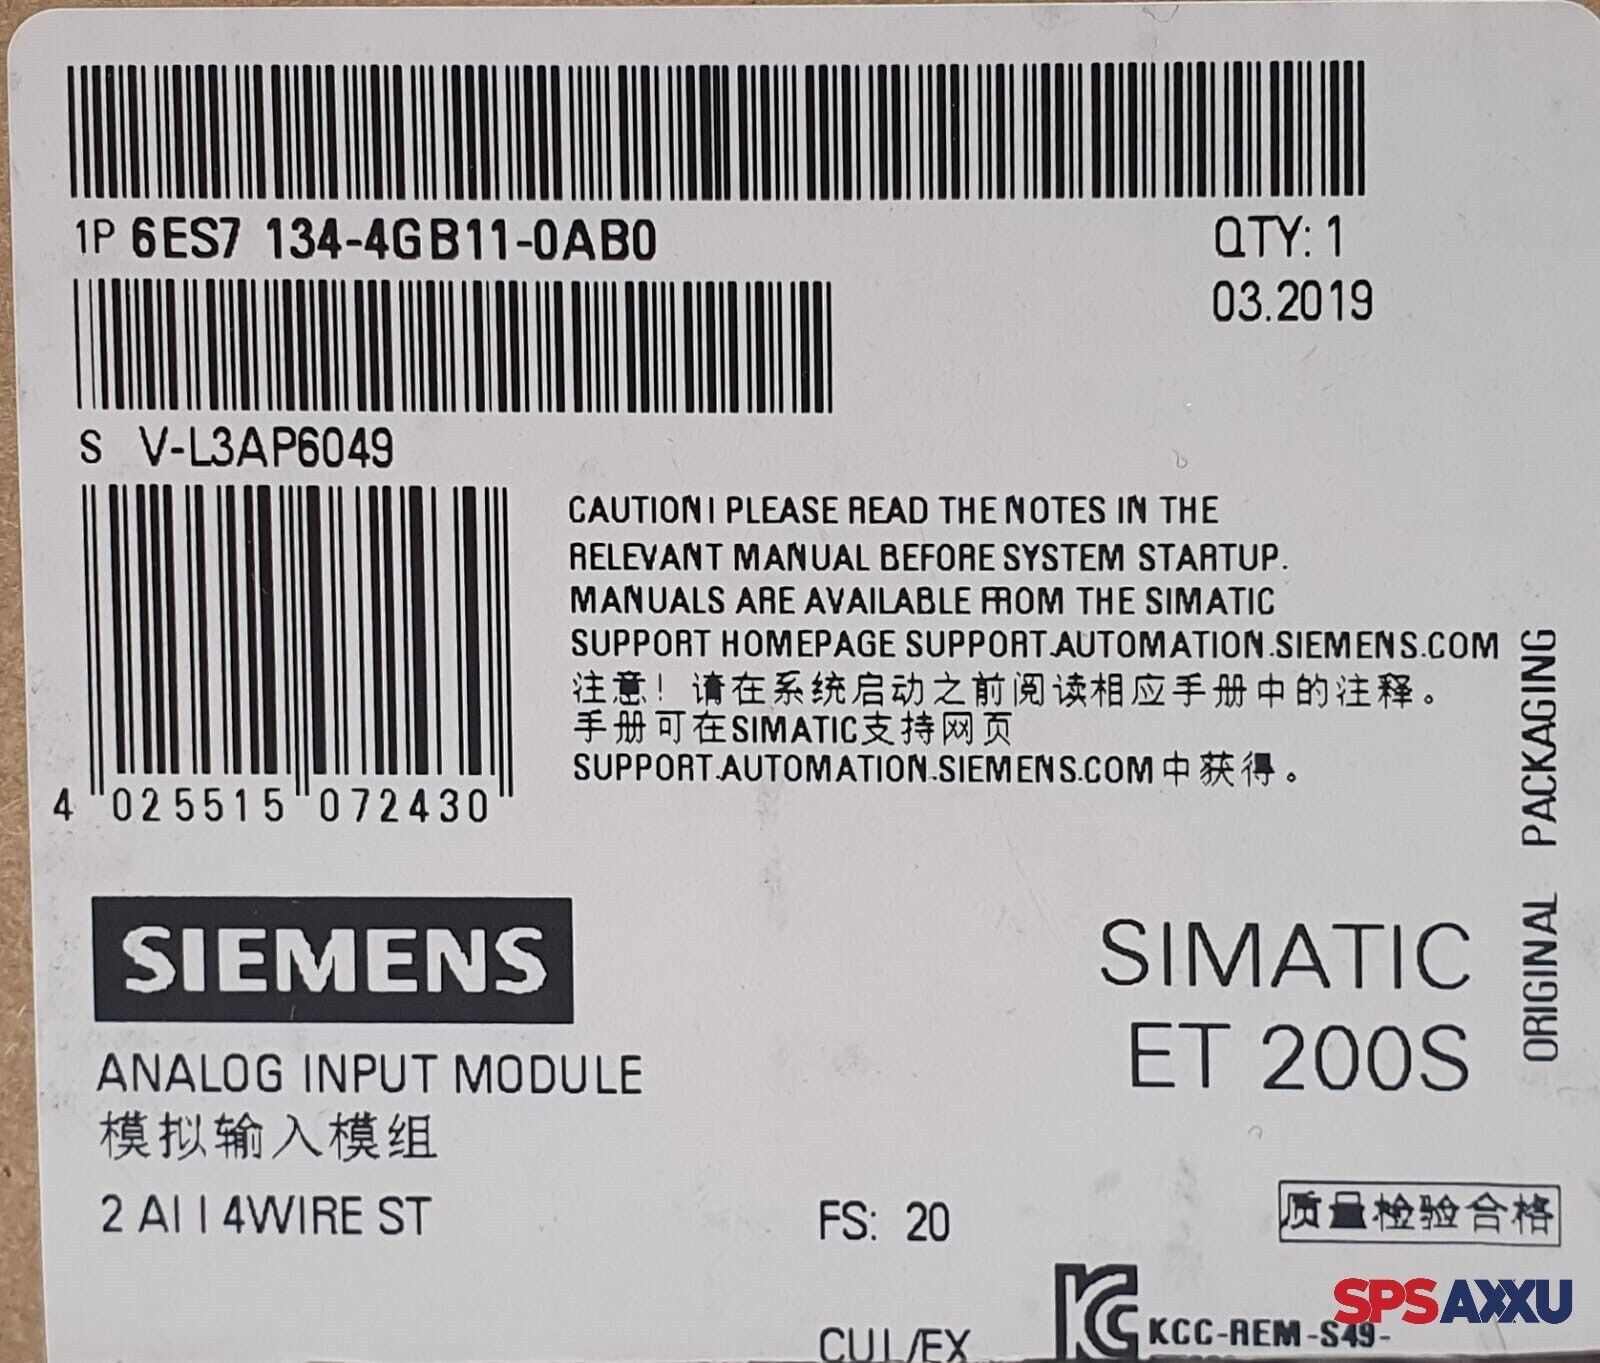 1P 6ES7 134-4GB11-0AB0
QTY: 1
03.2019
S V-L3AP6049
CAUTION! PLEASE READ THE NOTES IN THE
RELEVANT MANUAL BEFORE SYSTEM STARTUP.
MANUALS ARE AVAILABLE FROM THE SIMATIC
SUPPORT HOMEPAGE SUPPORT.AUTOMATION.SIEMENS.COM
注意！请在系统启动之前阅读相应手册中的注释。
手册可在SIMATIC支持网页
SUPPORT.AUTOMATION.SIEMENS.COM中获得。
4 025515 072430
ORIGINAL PACKAGING
SIEMENS
SIMATIC
ET 200S
ANALOG INPUT MODULE
模拟输入模组
2 AI I 4WIRE ST
FS: 20
质量检验合格
SPSAXXU
CUL/EX
KCC-REM-S49-